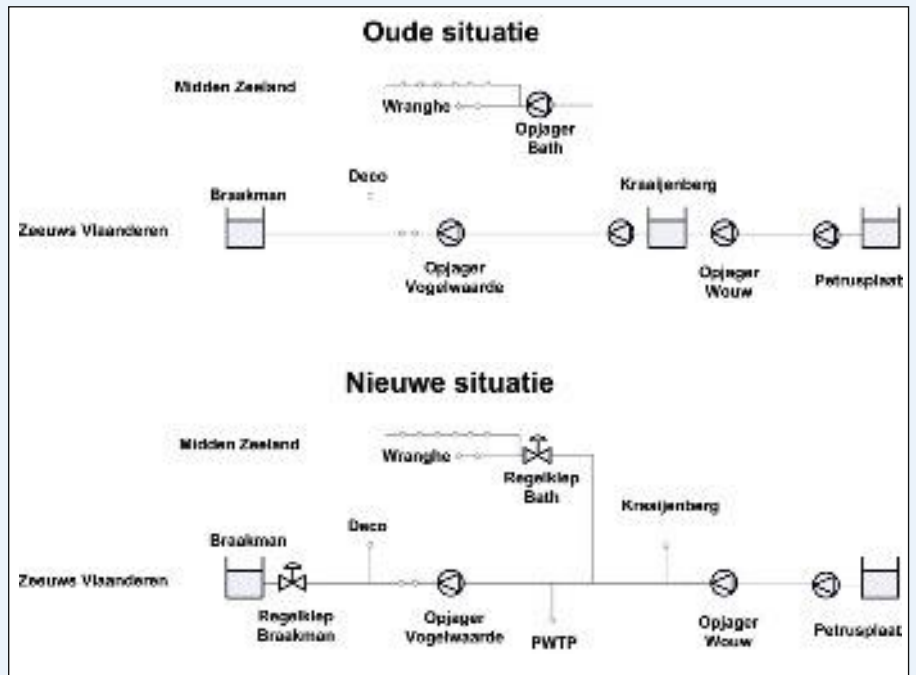 Oude situatie
Midden Zeeland
Wranghe
Opjager
Bath
Deco
Braakman
Kraaijenberg
Zeeuws Vlaanderen
Opjager
Vogelwaarde
Opjager
Wouw
Petrusplaat
Nieuwe situatie
Midden Zeeland
Wranghe
Regelklep
Bath
Kraaijenberg
Deco
Braakman
Zeeuws Vlaanderen
Regelklep
Braakman
Opjager
Vogelwaarde
PWTP
Opjager
Wouw
Petrusplaat